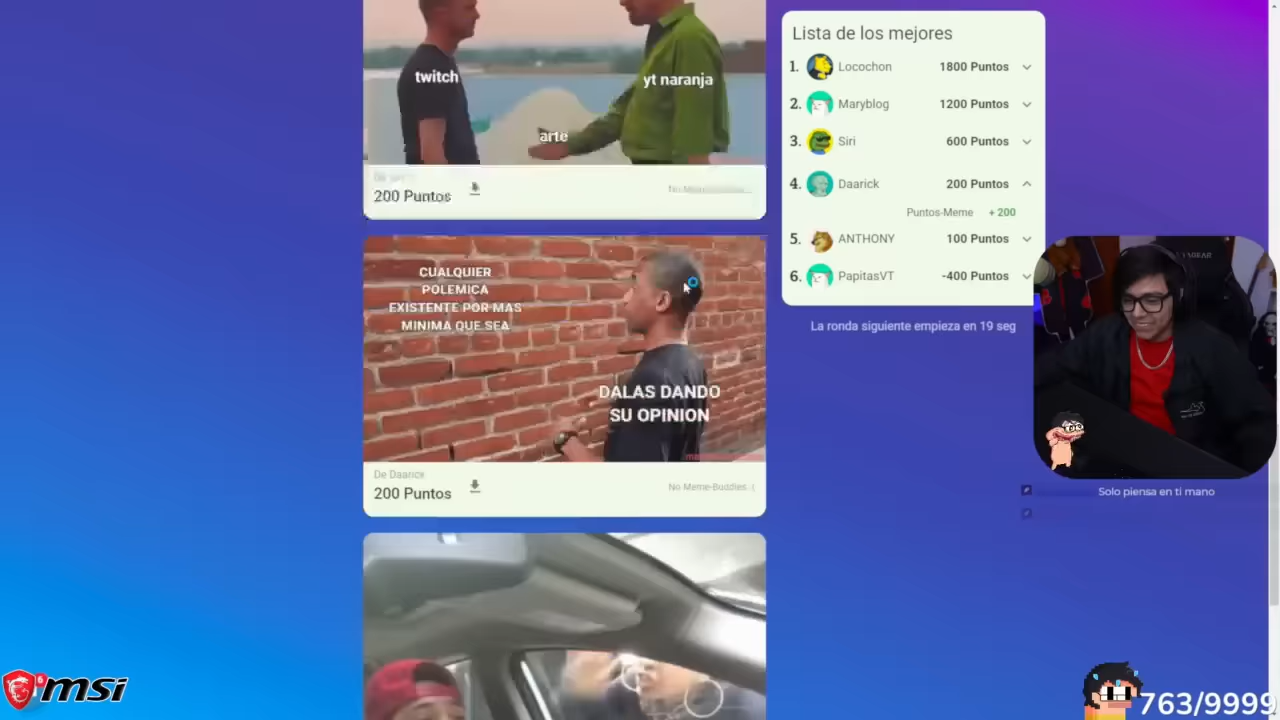 twitch
yt naranja
arte
200 Puntos
CUALQUIER
POLEMICA
EXISTENTE POR MAS
MINIMA QUE SEA
DALAS DANDO
SU OPINION
De Daarick
200 Puntos
No Meme-Buddies :(
Lista de los mejores
1. Locochon 1800 Puntos
2. Maryblog 1200 Puntos
3. Siri 600 Puntos
4. Daarick 200 Puntos
Puntos-Meme + 200
5. ANTHONY 100 Puntos
6. PapitasVT -400 Puntos
La ronda siguiente empieza en 19 seg
Solo piensa en ti mano
msi
763/9999